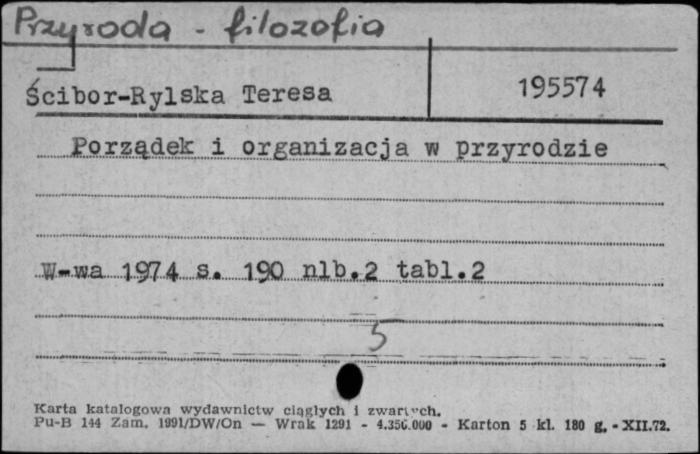 Przyroda - filozofia
Ścibor-Rylska Teresa 195574
Porządek i organizacja w przyrodzie
W-wa 1974 s. 190 nlb.2 tabl.2
5
Karta katalogowa wydawnictw ciągłych i zwartych.
Pu-B 144 Zam. 1991/DW/On — Wrak 1291 - 4.350.000 - Karton 5 kl. 180 g. - XII.72.